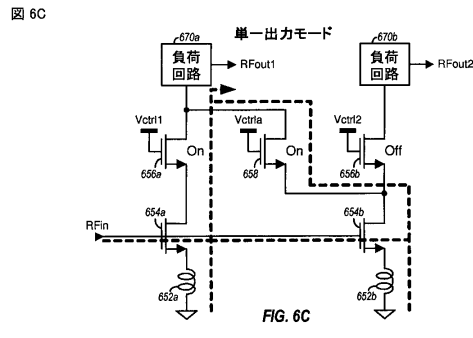 図 6C
670a
単一出力モード
670b
負荷
回路
RFout1
負荷
回路
RFout2
Vctrl1
Vctrla
Vctrl2
On
On
Off
656a
658
656b
654a
654b
RFin
652a
652b
FIG. 6C